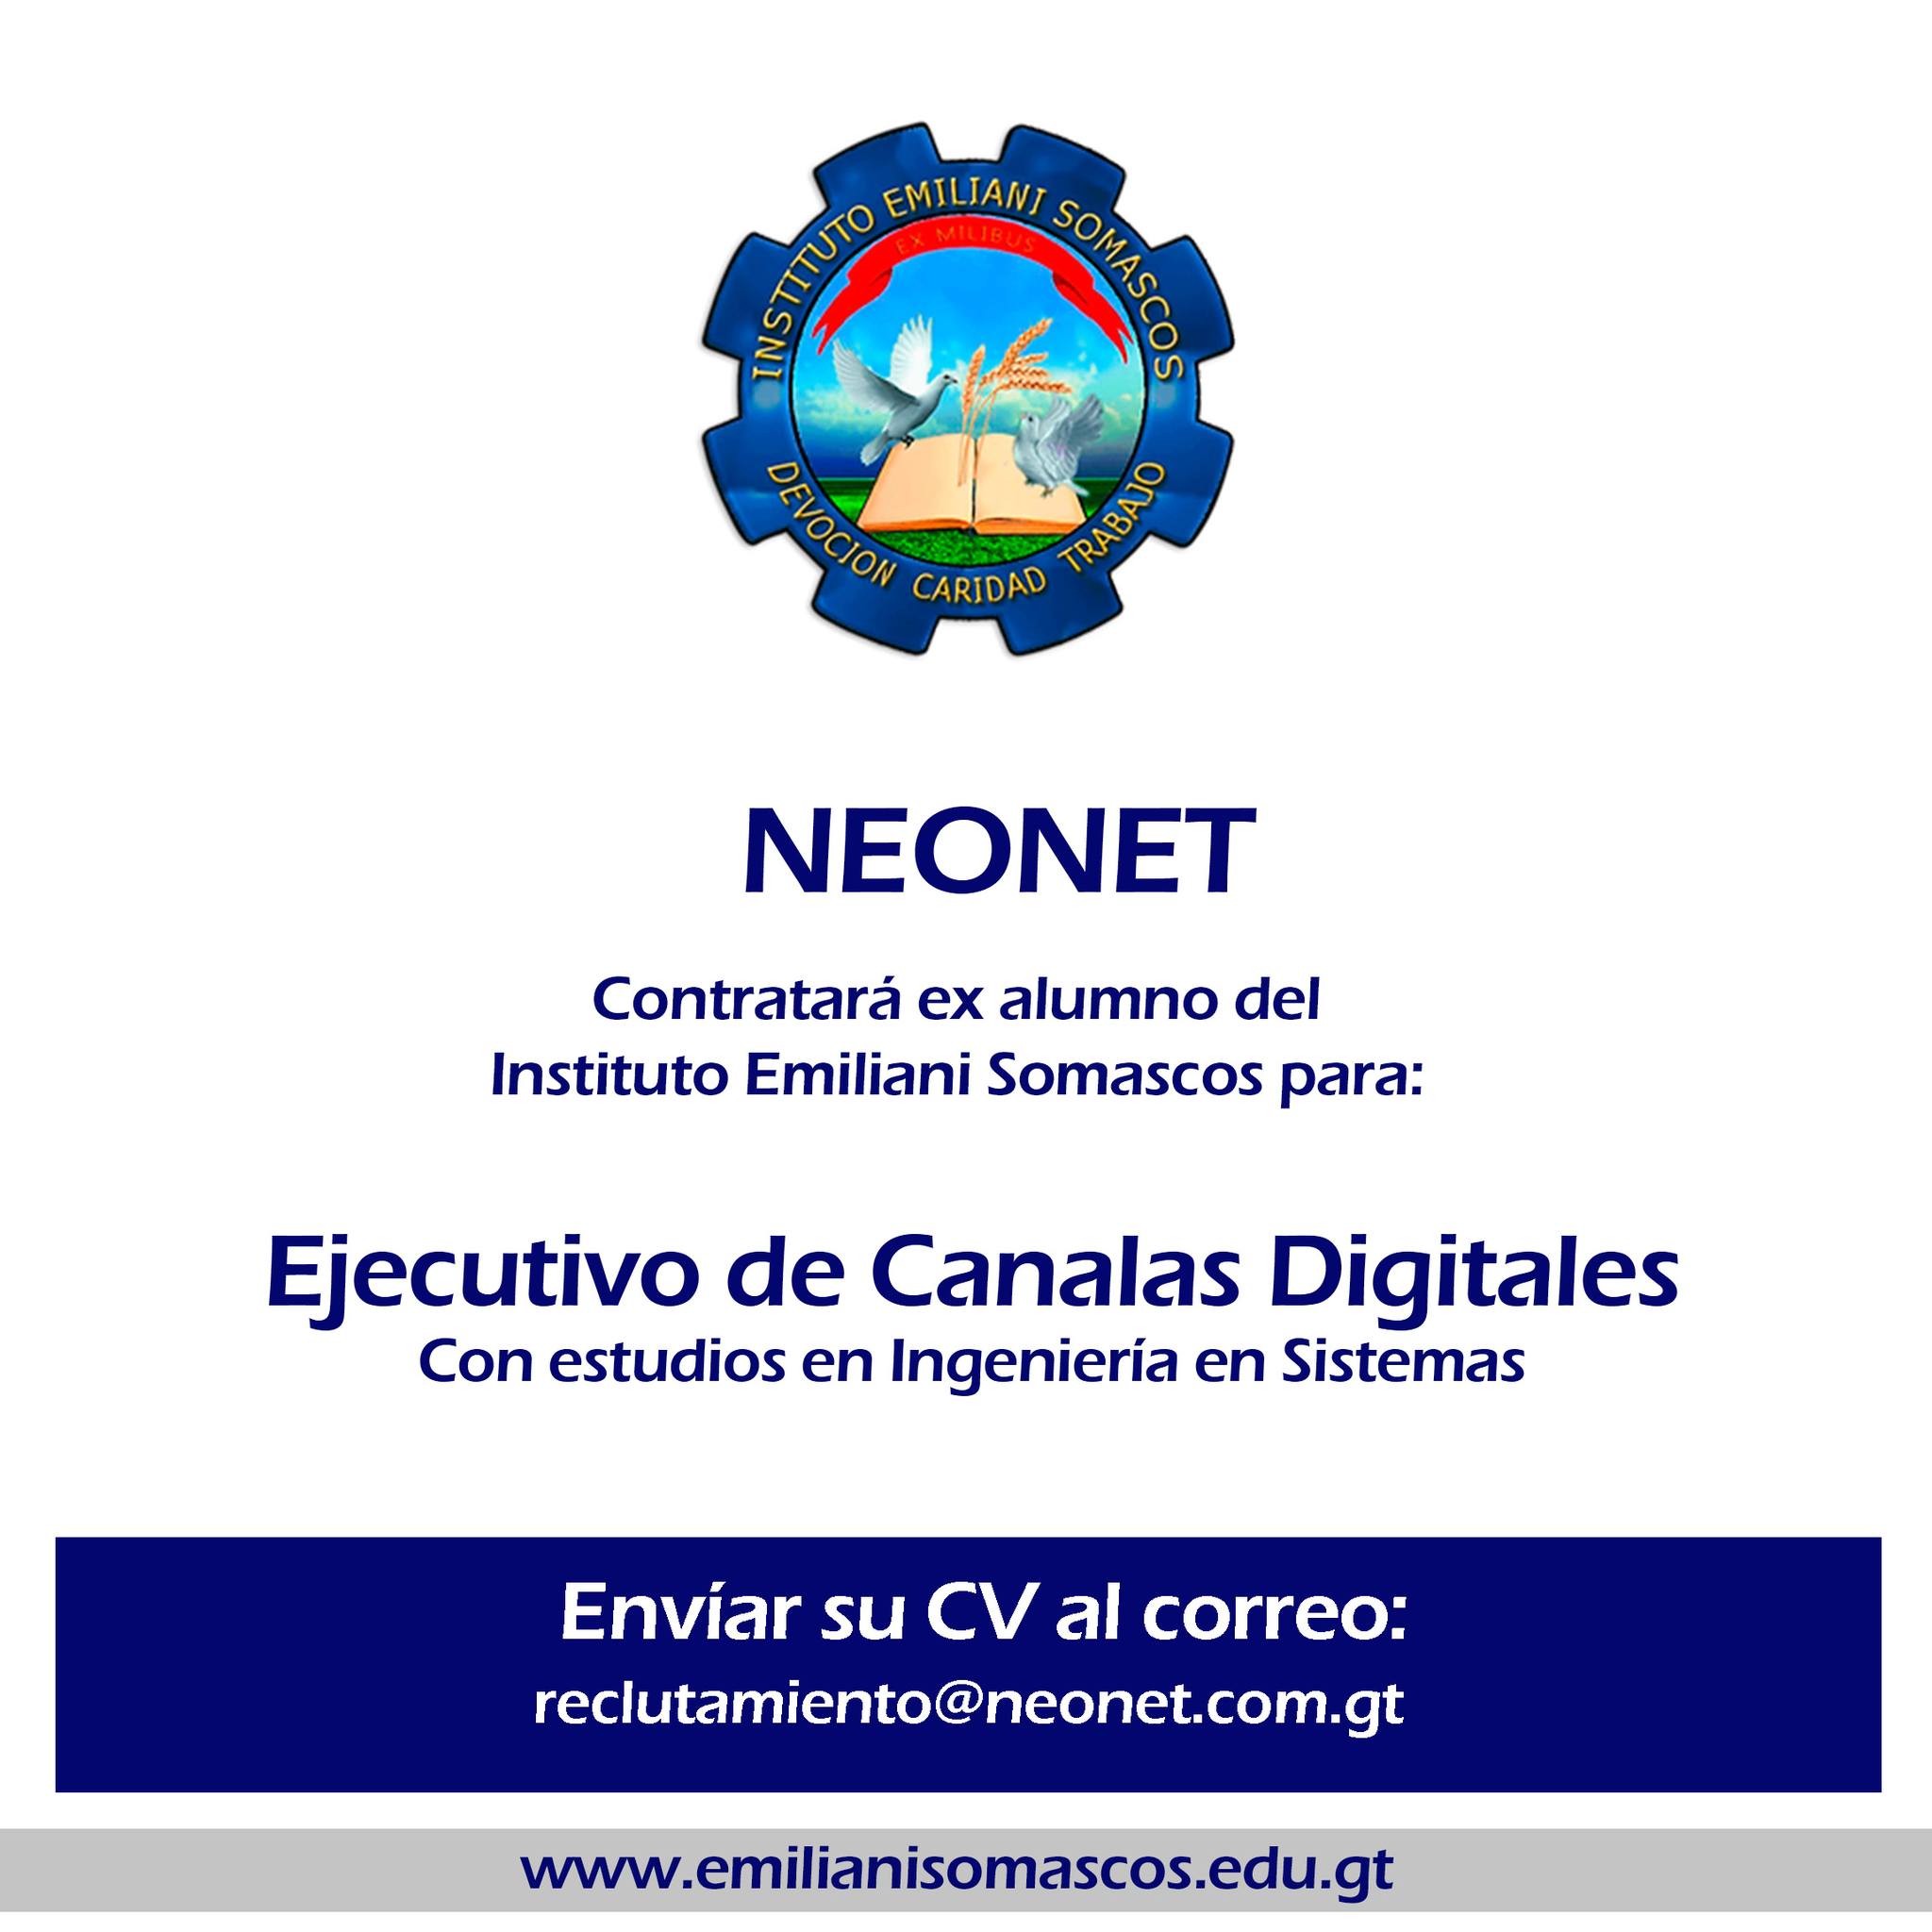 INSTITUTO EMILIANI SOMASCOS
EX MILIBUS
DEVOCION CARIDAD TRABAJO
NEONET
Contratará ex alumno del
Instituto Emiliani Somascos para:
Ejecutivo de Canalas Digitales
Con estudios en Ingeniería en Sistemas
Envíar su CV al correo:
reclutamiento@neonet.com.gt
www.emilianisomascos.edu.gt